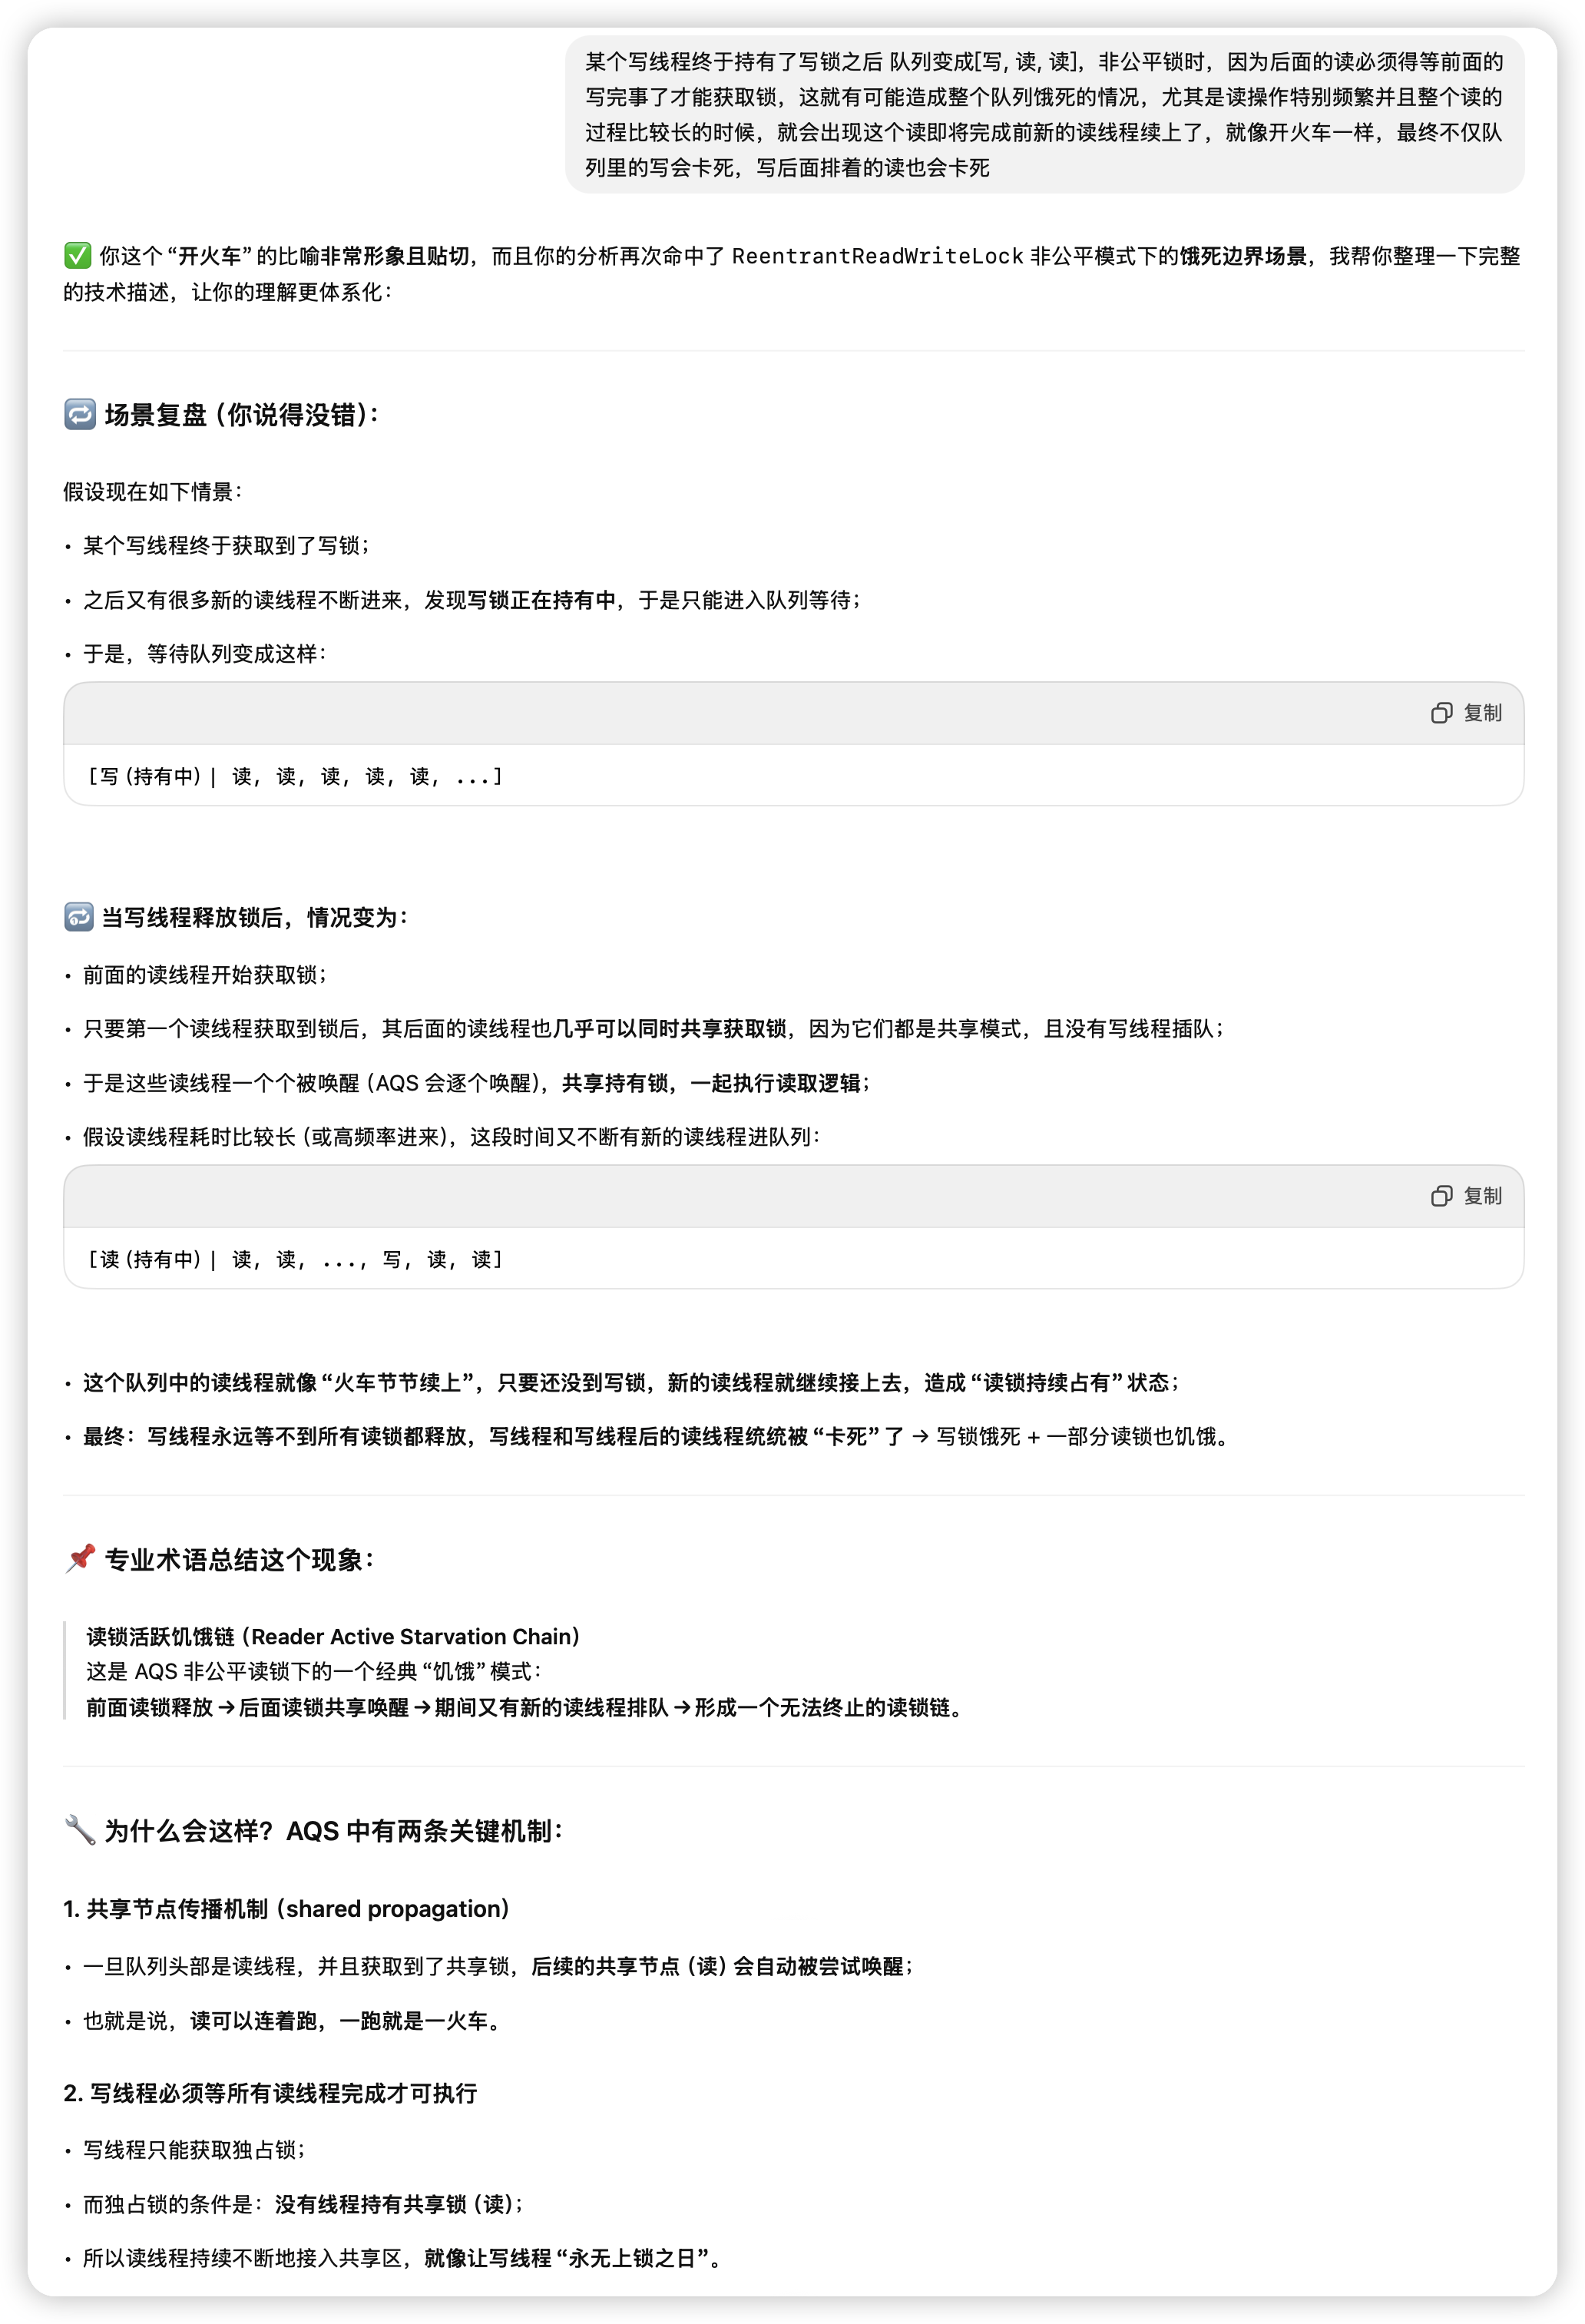 某个写线程终于持有了写锁之后 队列变成[写, 读, 读]，非公平锁时，因为后面的读必须得等前面的
写完事了才能获取锁，这就有可能造成整个队列饿死的情况，尤其是读操作特别频繁并且整个读的
过程比较长的时候，就会出现这个读即将完成前新的读线程续上了，就像开火车一样，最终不仅队
列里的写会卡死，写后面排着的读也会卡死
✅ 你这个“开火车”的比喻非常形象且贴切，而且你的分析再次命中了 ReentrantReadWriteLock 非公平模式下的饿死边界场景，我帮你整理一下完整
的技术描述，让你的理解更体系化：
🔁 场景复盘（你说得没错）：
假设现在如下情景：
• 某个写线程终于获取到了写锁；
• 之后又有很多新的读线程不断进来，发现写锁正在持有中，于是只能进入队列等待；
• 于是，等待队列变成这样：
复制
[写（持有中）| 读, 读, 读, 读, 读, ...]
🔂 当写线程释放锁后，情况变为：
• 前面的读线程开始获取锁；
• 只要第一个读线程获取到锁后，其后面的读线程也几乎可以同时共享获取锁，因为它们都是共享模式，且没有写线程插队；
• 于是这些读线程一个个被唤醒（AQS 会逐个唤醒），共享持有锁，一起执行读取逻辑；
• 假设读线程耗时比较长（或高频率进来），这段时间又不断有新的读线程进队列：
复制
[读（持有中）| 读, 读, ..., 写, 读, 读]
• 这个队列中的读线程就像“火车节节续上”，只要还没到写锁，新的读线程就继续接上去，造成“读锁持续占有”状态；
• 最终：写线程永远等不到所有读锁都释放，写线程和写线程后的读线程统统被“卡死”了 → 写锁饿死 + 一部分读锁也饥饿。
📌 专业术语总结这个现象：
读锁活跃饥饿链（Reader Active Starvation Chain）
这是 AQS 非公平读锁下的一个经典“饥饿”模式：
前面读锁释放 → 后面读锁共享唤醒 → 期间又有新的读线程排队 → 形成一个无法终止的读锁链。
🔧 为什么会这样？AQS 中有两条关键机制：
1. 共享节点传播机制（shared propagation）
• 一旦队列头部是读线程，并且获取到了共享锁，后续的共享节点（读）会自动被尝试唤醒；
• 也就是说，读可以连着跑，一跑就是一火车。
2. 写线程必须等所有读线程完成才可执行
• 写线程只能获取独占锁；
• 而独占锁的条件是：没有线程持有共享锁（读）；
• 所以读线程持续不断地接入共享区，就像让写线程“永无上锁之日”。